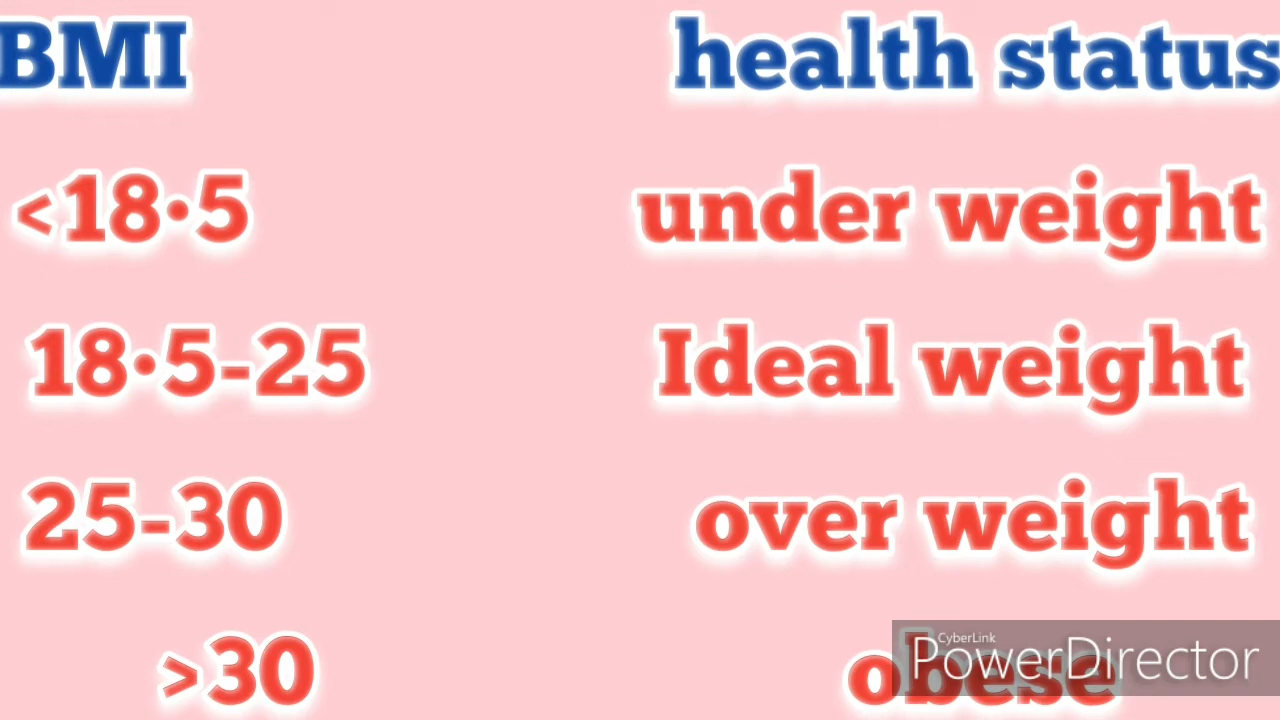 BMI health status
<18·5 under weight
18·5-25 Ideal weight
25-30 over weight
>30 obese
CyberLink
PowerDirector